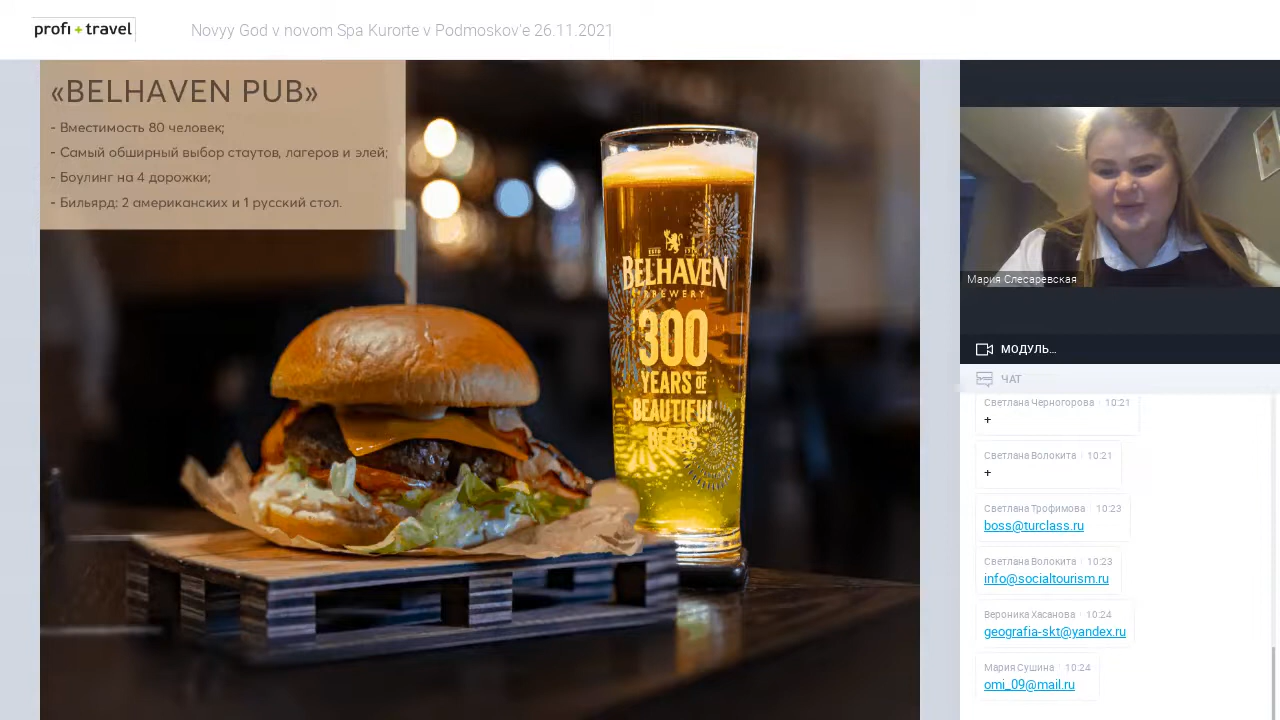 profi + travel
Novyy God v novom Spa Kurorte v Podmoskov'e 26.11.2021
«BELHAVEN PUB»
- Вместимость 80 человек;
- Самый обширный выбор стаутов, лагеров и элей;
- Боулинг на 4 дорожки;
- Бильярд: 2 американских и 1 русский стол.
BELHAVEN
BREWERY
300
YEARS OF
BEAUTIFUL
BEERS
Мария Слесаревская
МОДУЛЬ...
ЧАТ
Светлана Черногорова 10:21
+
Светлана Волокита 10:21
+
Светлана Трофимова 10:23
boss@turclass.ru
Светлана Волокита 10:23
info@socialtourism.ru
Вероника Хасанова 10:24
geografia-skt@yandex.ru
Мария Сушина 10:24
omi_09@mail.ru